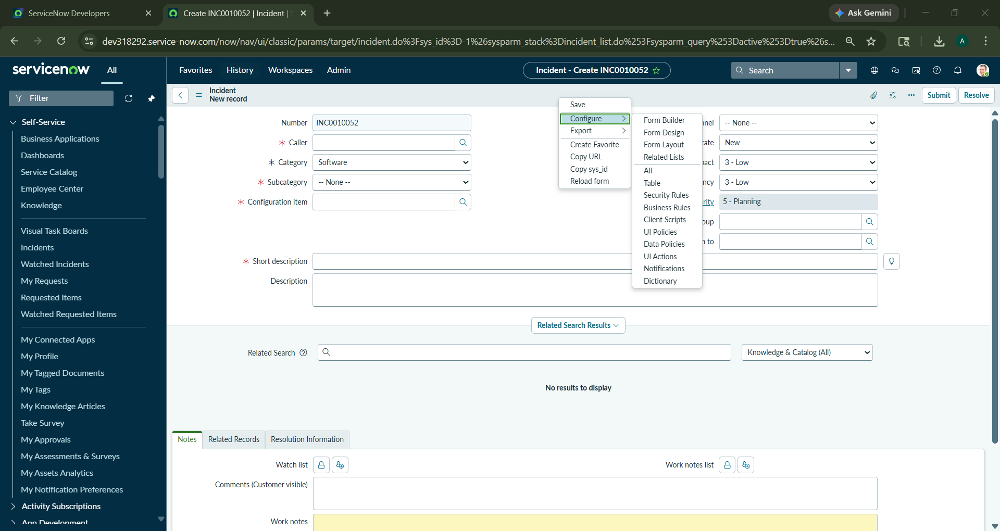 ServiceNow Developers
Create INC0010052 | Incident |
Ask Gemini
dev318292.service-now.com/now/nav/ui/classic/params/target/incident.do%3Fsys_id%3D-1%26sysparm_stack%3Dincident_list.do%253Fsysparm_query%253Dactive%253Dtrue%26s...
A
servicenow
All
Favorites
History
Workspaces
Admin
Incident - Create INC0010052
Search
Filter
Incident
New record
Submit
Resolve
Self-Service
Business Applications
Dashboards
Service Catalog
Employee Center
Knowledge
Visual Task Boards
Incidents
Watched Incidents
My Requests
Requested Items
Watched Requested Items
My Connected Apps
My Profile
My Tagged Documents
My Tags
My Knowledge Articles
Take Survey
My Approvals
My Assessments & Surveys
My Assets Analytics
My Notification Preferences
Activity Subscriptions
App Development
Number
INC0010052
Caller
Category
Software
Subcategory
-- None --
Configuration item
Short description
Description
Save
Configure
Export
Create Favorite
Copy URL
Copy sys_id
Reload form
Form Builder
Form Design
Form Layout
Related Lists
All
Table
Security Rules
Business Rules
Client Scripts
UI Policies
Data Policies
UI Actions
Notifications
Dictionary
nnel
-- None --
tate
New
pact
3 - Low
ncy
3 - Low
rity
5 - Planning
oup
n to
Related Search Results
Related Search
Knowledge & Catalog (All)
No results to display
Notes
Related Records
Resolution Information
Watch list
Work notes list
Comments (Customer visible)
Work notes